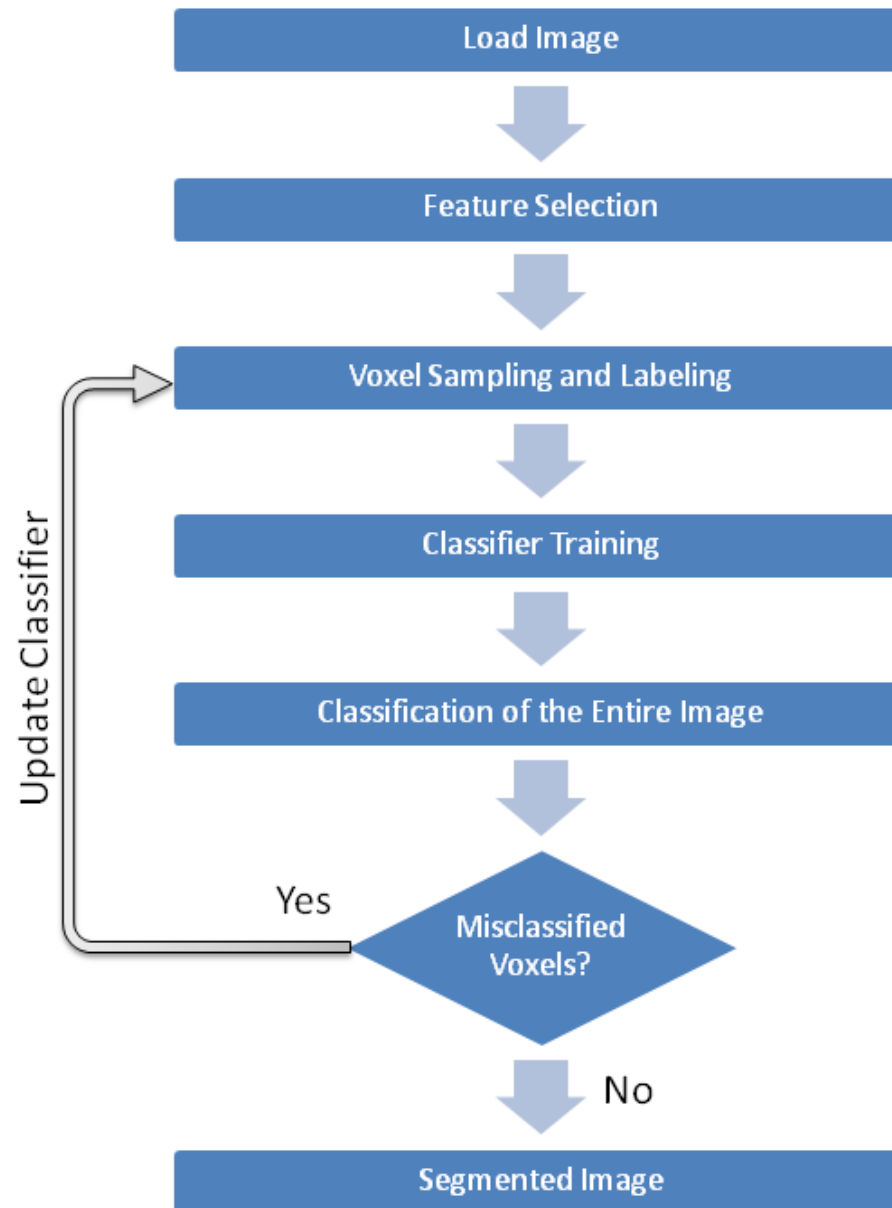 Load Image
Feature Selection
Voxel Sampling and Labeling
Classifier Training
Classification of the Entire Image
Update Classifier
Yes
Misclassified
Voxels?
No
Segmented Image